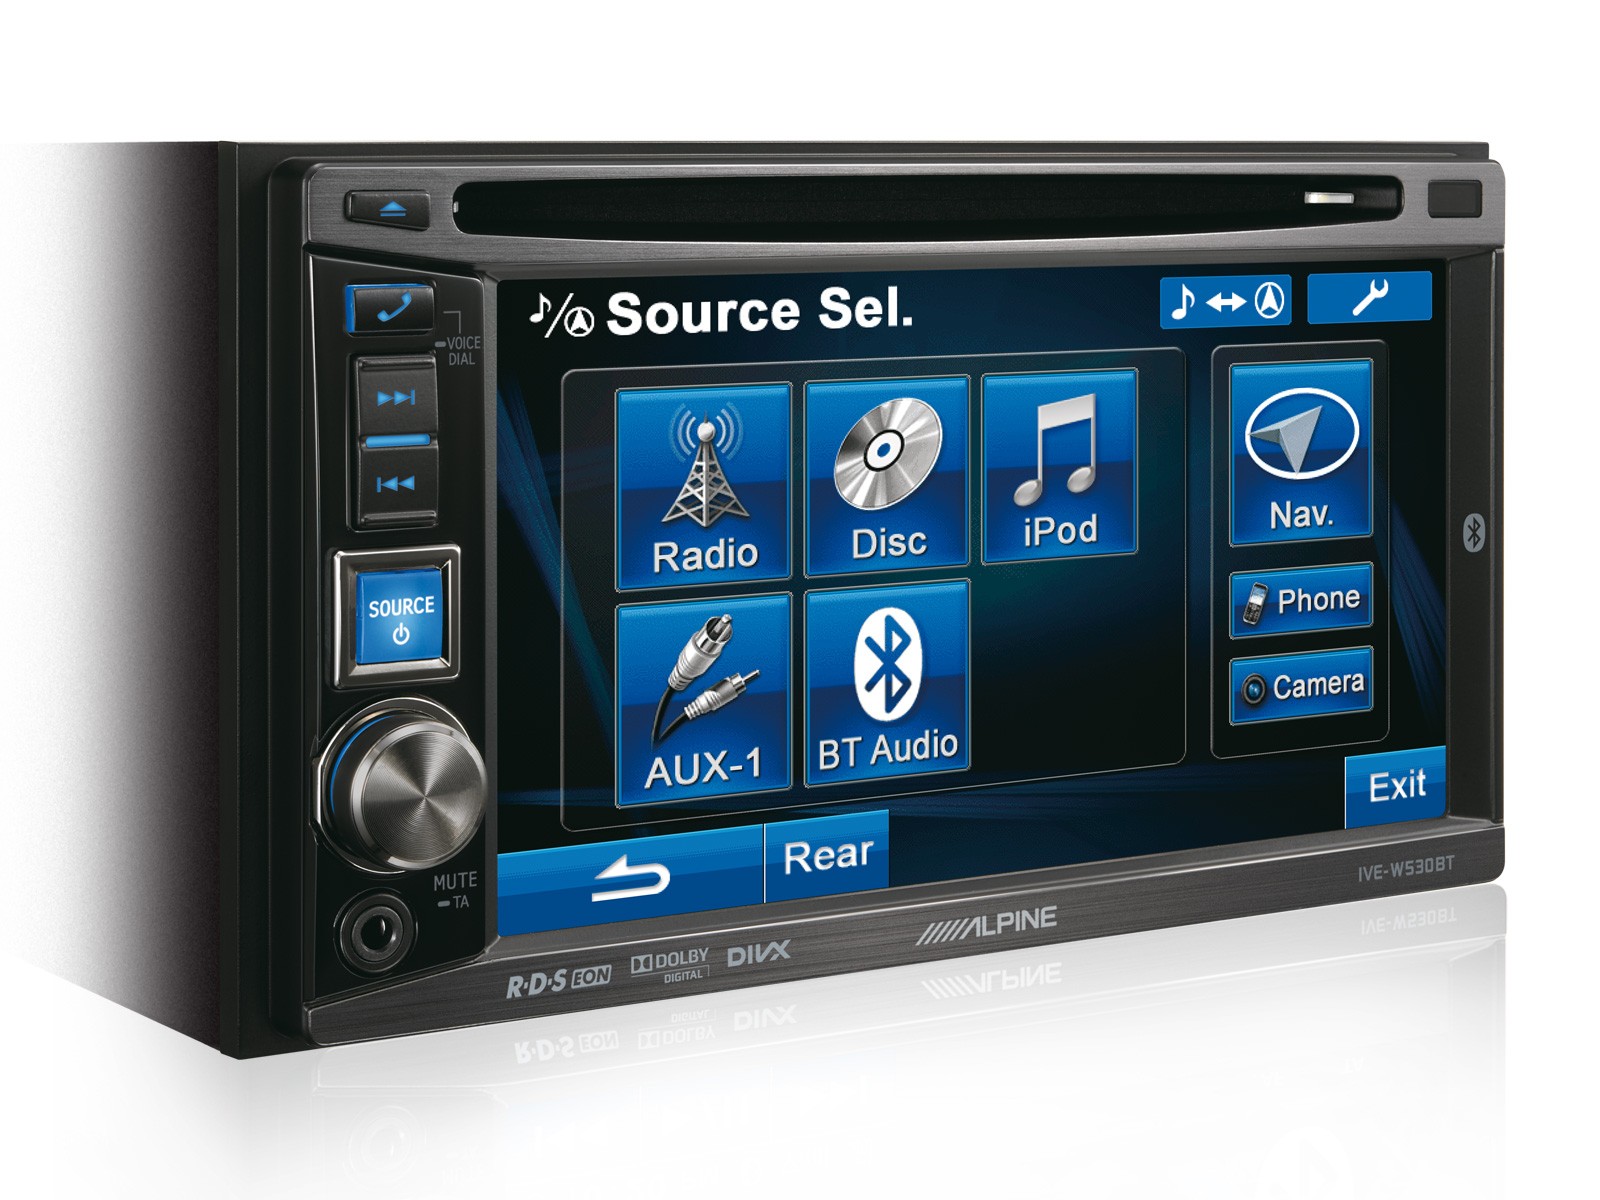 VOICE
DIAL
SOURCE
MUTE
TA
Source Sel.
Radio
Disc
iPod
AUX-1
BT Audio
Nav.
Phone
Camera
Rear
Exit
IVE-W530BT
ALPINE
R·D·S EON
DOLBY
DIGITAL
DIVX